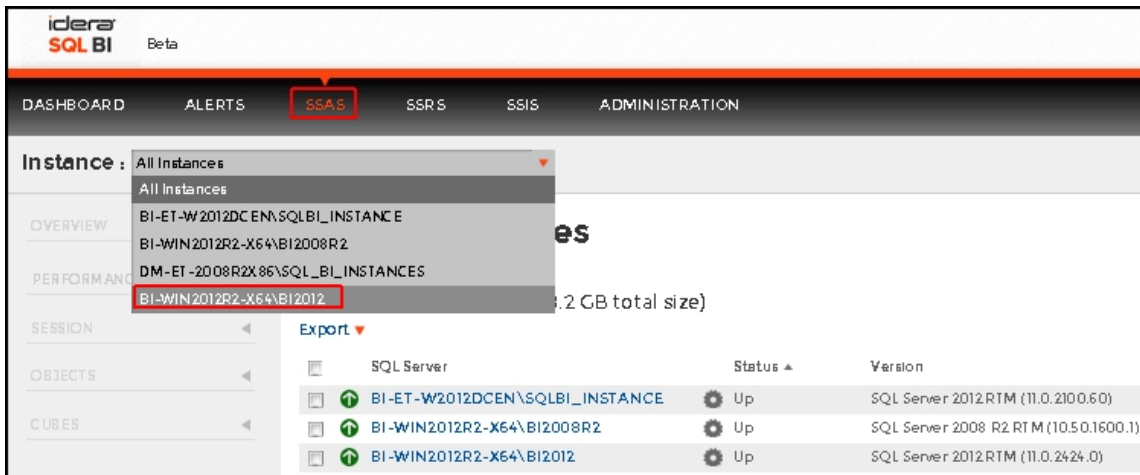 idera
SQL BI Beta
DASHBOARD ALERTS SSAS SSRS SSIS ADMINISTRATION
Instance : All Instances
All Instances
BI-ET-W2012DCEN\SQLBI_INSTANCE
BI-WIN2012R2-X64\BI2008R2
DM-ET-2008R2X86\SQL_BI_INSTANCES
BI-WIN2012R2-X64\BI2012
OVERVIEW
es
PERFORMANC
.2 GB total size)
SESSION
Export
OBJECTS
SQL Server Status Version
BI-ET-W2012DCEN\SQLBI_INSTANCE Up SQL Server 2012 RTM (11.0.2100.60)
CUBES
BI-WIN2012R2-X64\BI2008R2 Up SQL Server 2008 R2 RTM (10.50.1600.1)
BI-WIN2012R2-X64\BI2012 Up SQL Server 2012 RTM (11.0.2424.0)